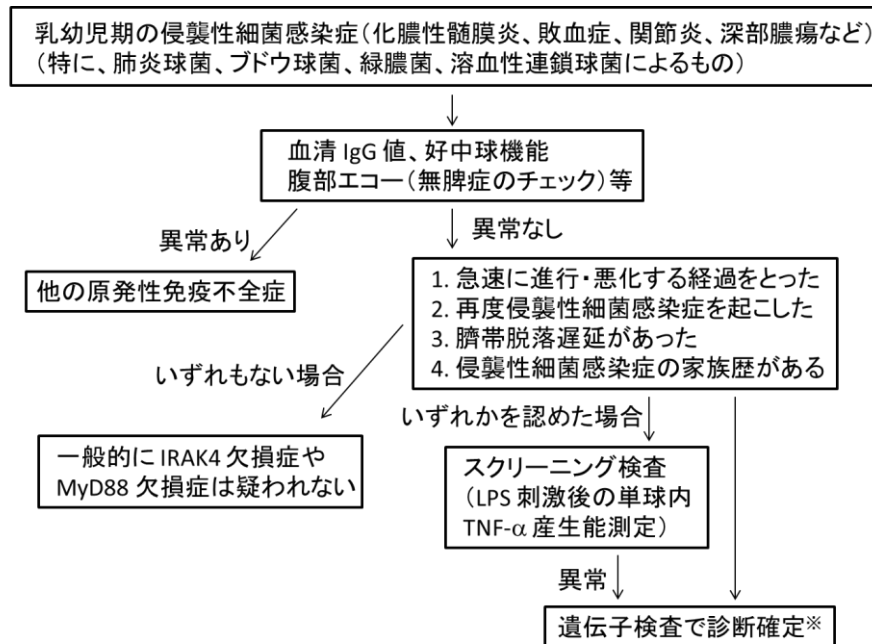 乳幼児期の侵襲性細菌感染症(化膿性髄膜炎、敗血症、関節炎、深部膿瘍など)
(特に、肺炎球菌、ブドウ球菌、緑膿菌、溶血性連鎖球菌によるもの)
血清 IgG 値、好中球機能
腹部エコー(無脾症のチェック)等
異常あり
異常なし
他の原発性免疫不全症
1. 急速に進行・悪化する経過をとった
2. 再度侵襲性細菌感染症を起こした
3. 臍帯脱落遅延があった
4. 侵襲性細菌感染症の家族歴がある
いずれもない場合
いずれかを認めた場合
一般的に IRAK4 欠損症や
MyD88 欠損症は疑われない
スクリーニング検査
(LPS 刺激後の単球内
TNF-α 産生能測定)
異常
遺伝子検査で診断確定※